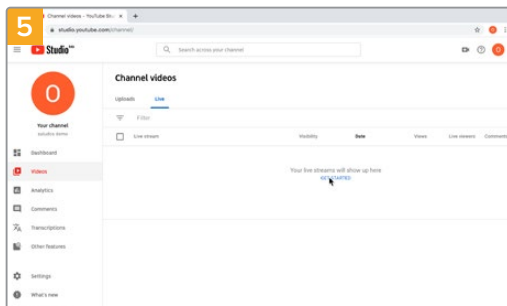 5
Channel videos - YouTube Stu
studio.youtube.com/channel/
Studio
Search across your channel
O
O
O
Your channel
Channel videos
Uploads
Live
Filter
Live stream
Visibility
Date
Views
Live viewers
Comments
Your live streams will show up here
GET STARTED
Dashboard
Videos
Analytics
Comments
Transcriptions
Other features
Settings
What's new